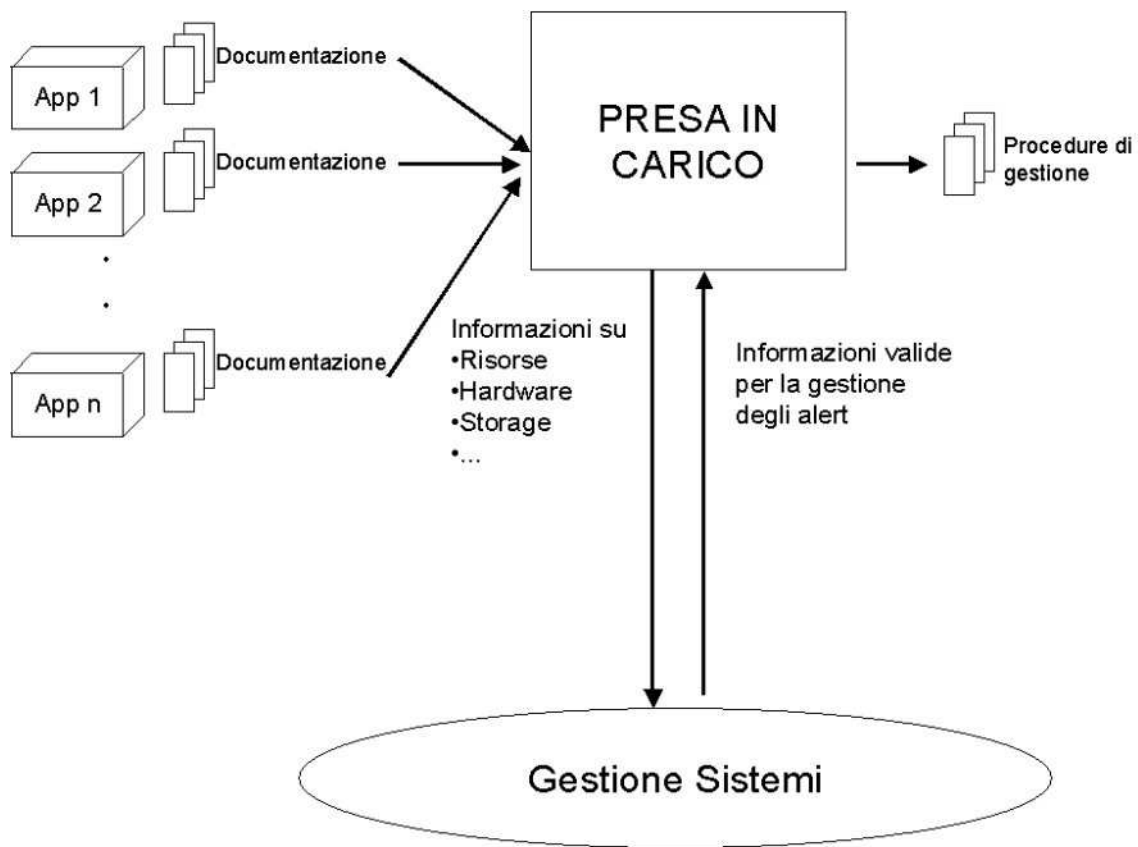 App 1
Documentazione
App 2
Documentazione
.
.
App n
Documentazione
PRESA IN
CARICO
Procedure di
gestione
Informazioni su
•Risorse
•Hardware
•Storage
•...
Informazioni valide
per la gestione
degli alert
Gestione Sistemi